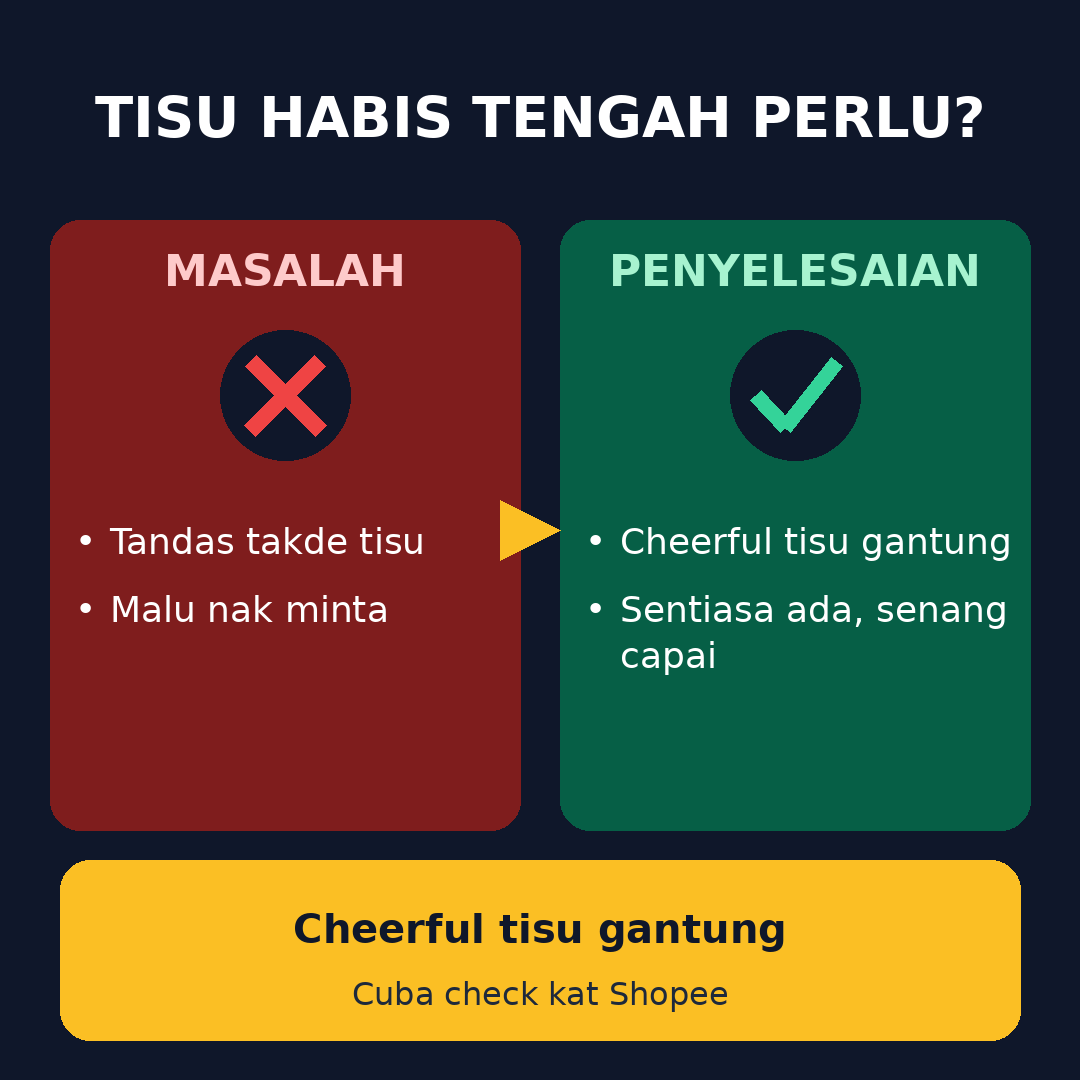 TISU HABIS TENGAH PERLU?
MASALAH
• Tandas takde tisu
• Malu nak minta
PENYELESAIAN
• Cheerful tisu gantung
• Sentiasa ada, senang
capai
Cheerful tisu gantung
Cuba check kat Shopee